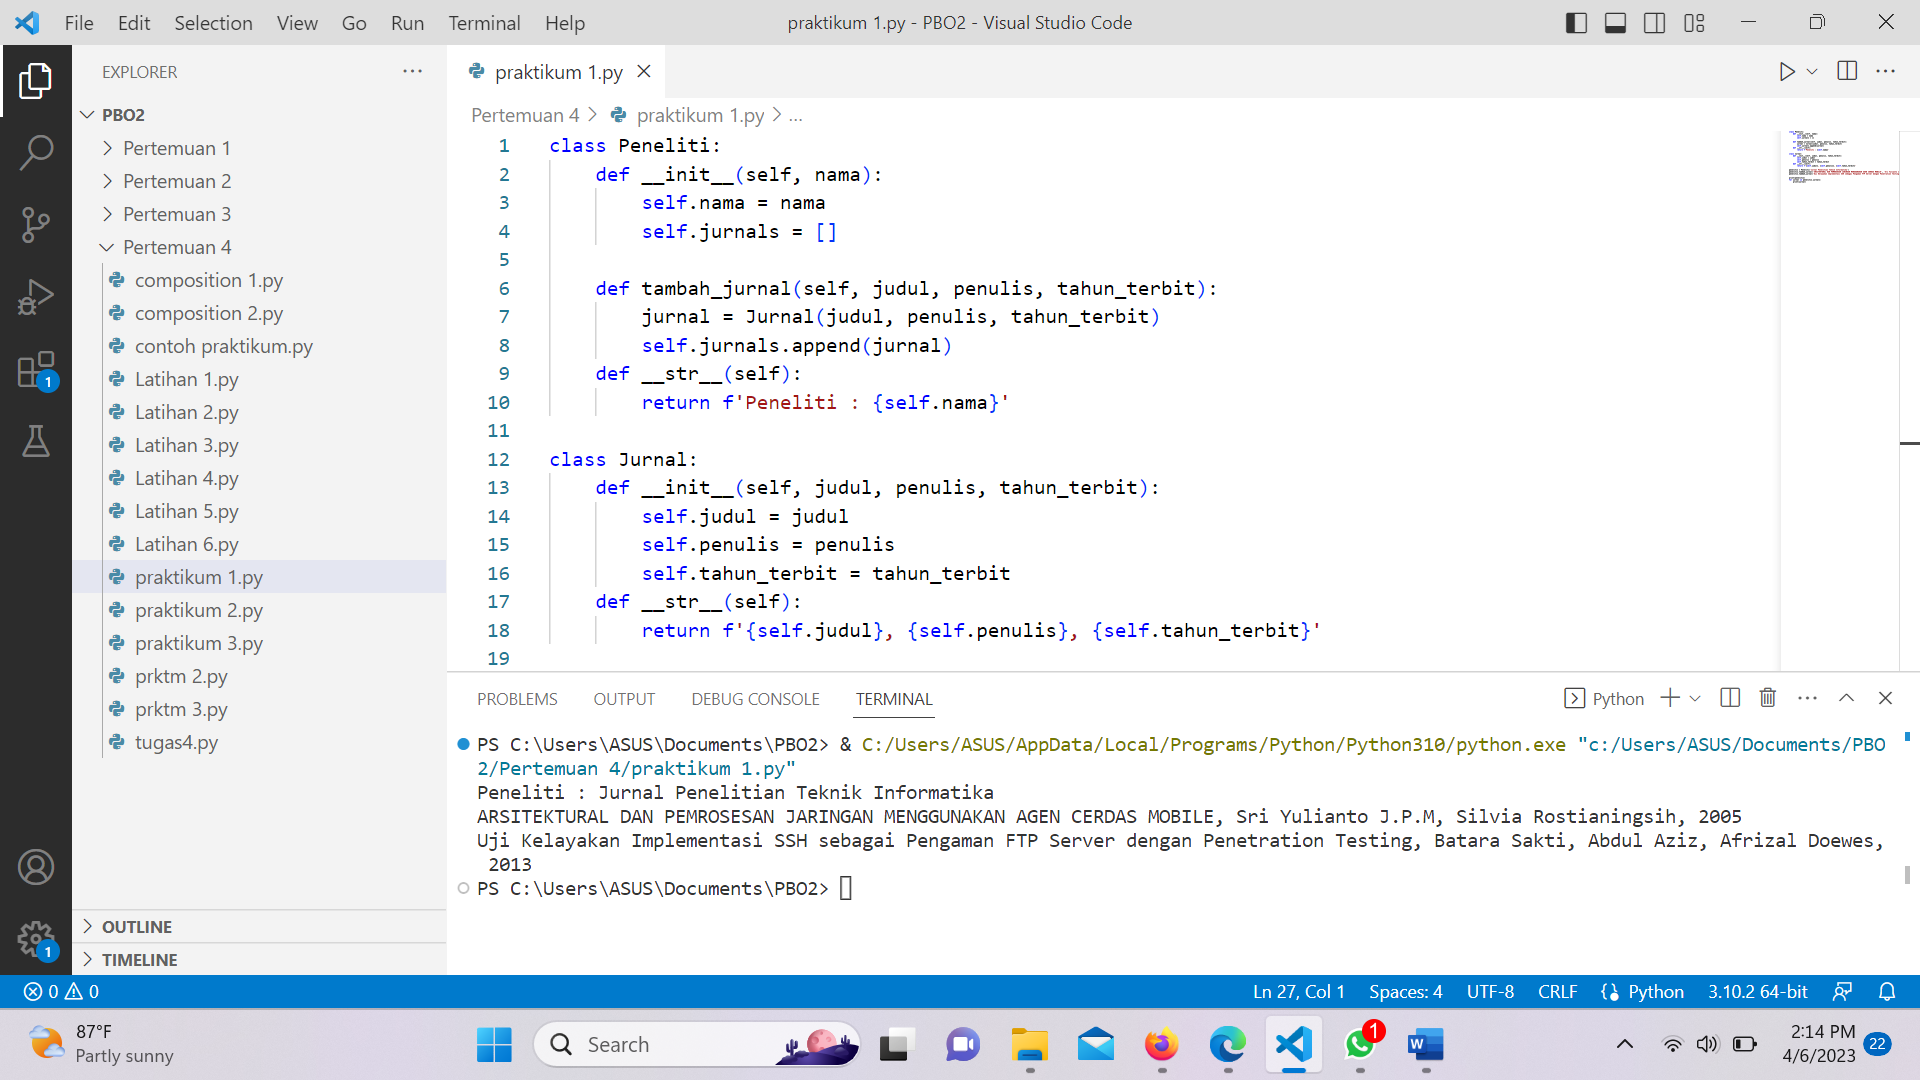 File Edit Selection View Go Run Terminal Help praktikum 1.py - PBO2 - Visual Studio Code
EXPLORER
PBO2
Pertemuan 1
Pertemuan 2
Pertemuan 3
Pertemuan 4
composition 1.py
composition 2.py
contoh praktikum.py
Latihan 1.py
Latihan 2.py
Latihan 3.py
Latihan 4.py
Latihan 5.py
Latihan 6.py
praktikum 1.py
praktikum 2.py
praktikum 3.py
prktm 2.py
prktm 3.py
tugas4.py
OUTLINE
TIMELINE
1
1
praktikum 1.py
Pertemuan 4 > praktikum 1.py > ...
1 class Peneliti:
2     def __init__(self, nama):
3         self.nama = nama
4         self.jurnals = []
5
6     def tambah_jurnal(self, judul, penulis, tahun_terbit):
7         jurnal = Jurnal(judul, penulis, tahun_terbit)
8         self.jurnals.append(jurnal)
9     def __str__(self):
10         return f'Peneliti : {self.nama}'
11
12 class Jurnal:
13     def __init__(self, judul, penulis, tahun_terbit):
14         self.judul = judul
15         self.penulis = penulis
16         self.tahun_terbit = tahun_terbit
17     def __str__(self):
18         return f'{self.judul}, {self.penulis}, {self.tahun_terbit}'
19
PROBLEMS OUTPUT DEBUG CONSOLE TERMINAL Python
PS C:\Users\ASUS\Documents\PBO2> & C:/Users/ASUS/AppData/Local/Programs/Python/Python310/python.exe "c:/Users/ASUS/Documents/PBO
2/Pertemuan 4/praktikum 1.py"
Peneliti : Jurnal Penelitian Teknik Informatika
ARSITEKTURAL DAN PEMROSESAN JARINGAN MENGGUNAKAN AGEN CERDAS MOBILE, Sri Yulianto J.P.M, Silvia Rostianingsih, 2005
Uji Kelayakan Implementasi SSH sebagai Pengaman FTP Server dengan Penetration Testing, Batara Sakti, Abdul Aziz, Afrizal Doewes,
2013
PS C:\Users\ASUS\Documents\PBO2>
0 0 Ln 27, Col 1 Spaces: 4 UTF-8 CRLF Python 3.10.2 64-bit
87°F
Partly sunny
Search
1
W
2:14 PM
4/6/2023
22